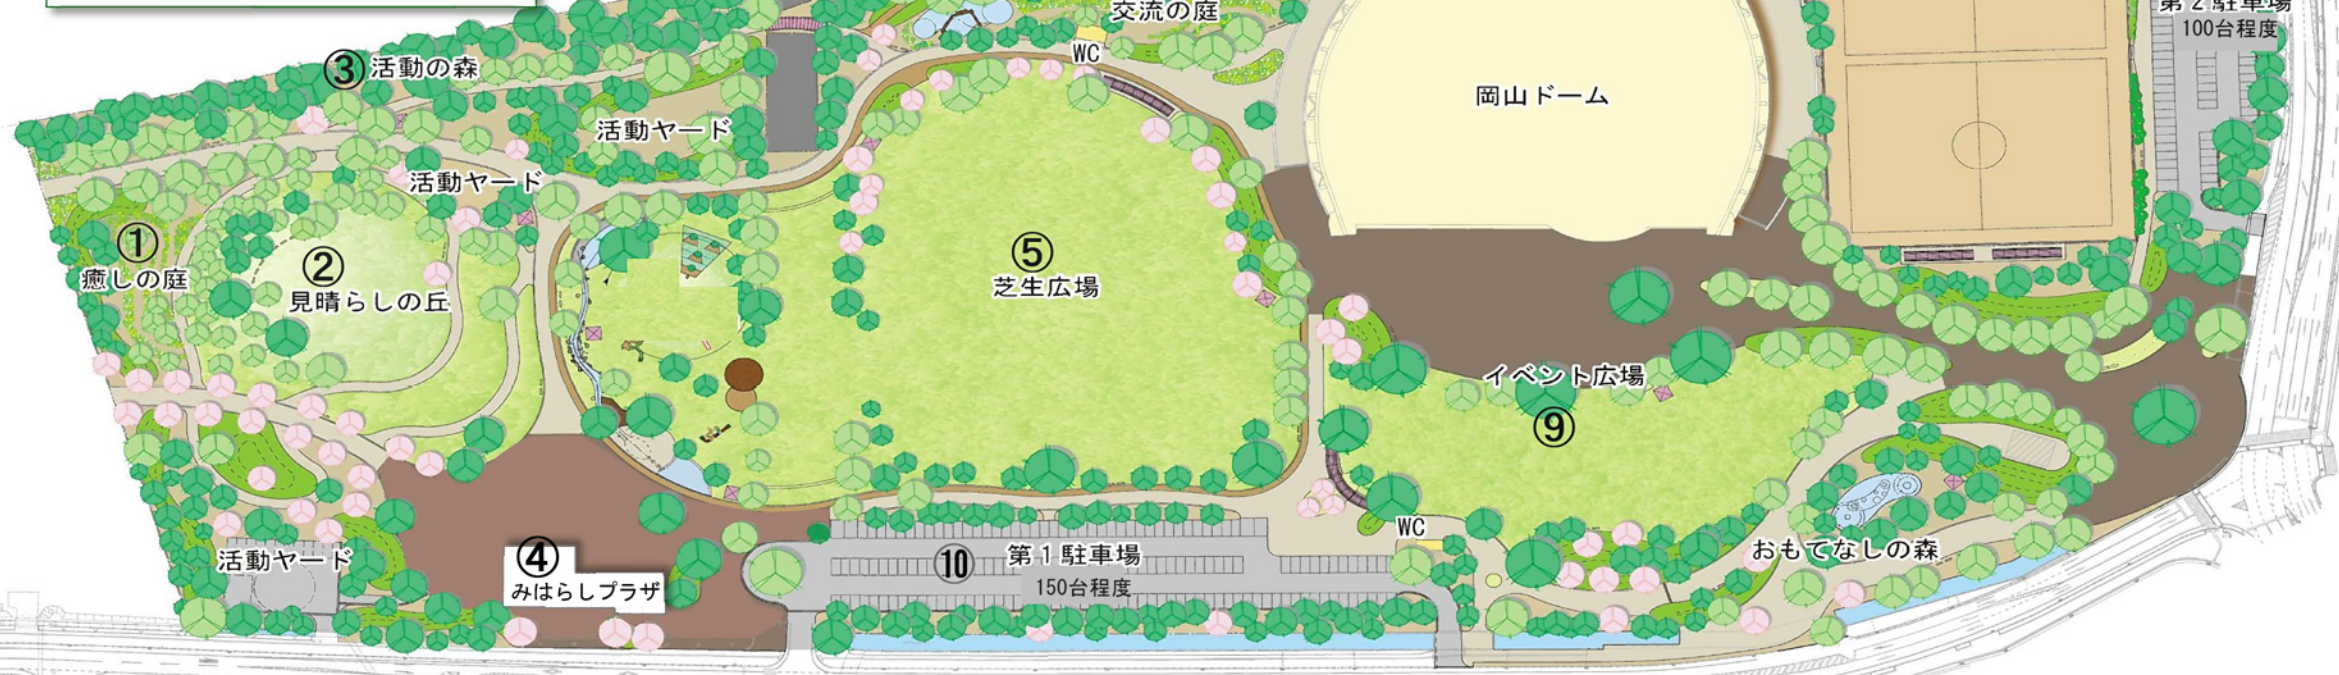 交流の庭
第2駐車場
100台程度
WC
③活動の森
岡山ドーム
活動ヤード
活動ヤード
①
癒しの庭
②
見晴らしの丘
⑤
芝生広場
イベント広場
⑨
WC
④
みはらしプラザ
活動ヤード
⑩ 第1駐車場
150台程度
おもてなしの森